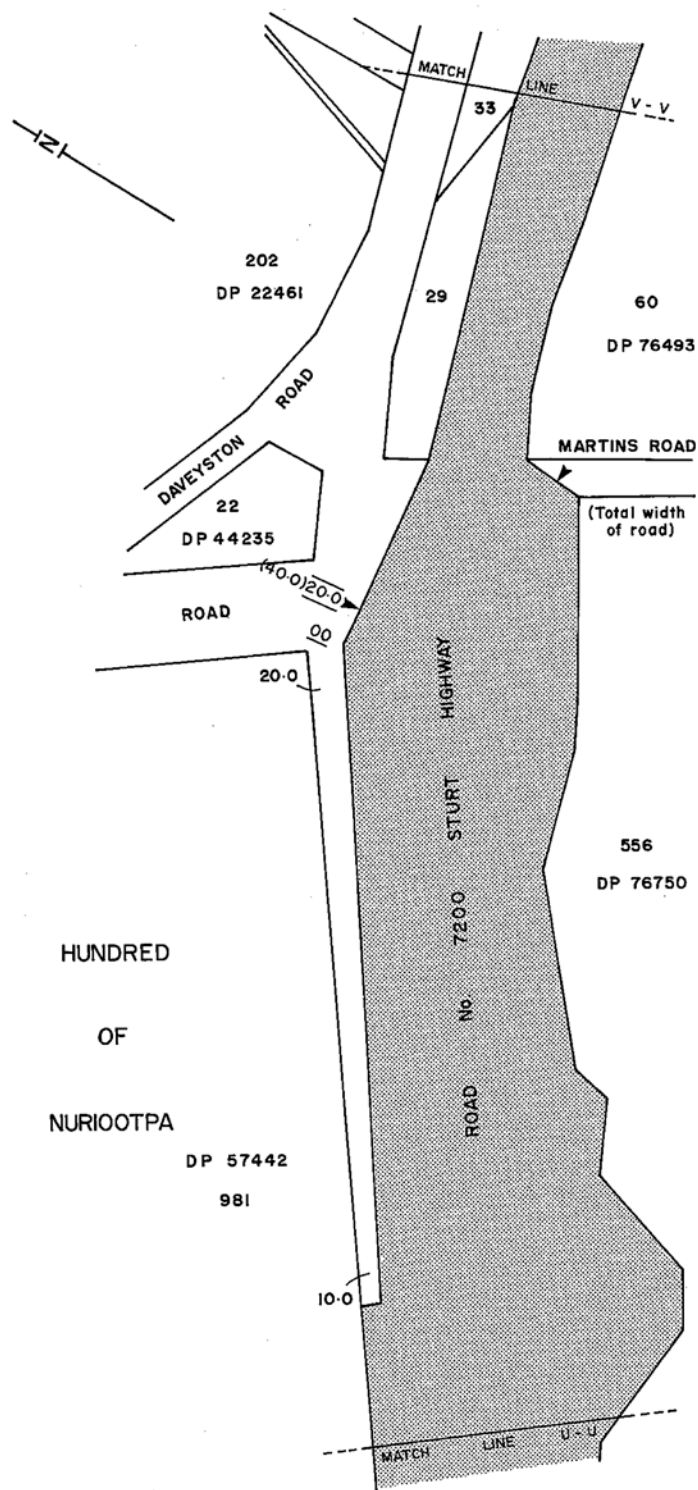 MATCH LINE V - V
33
N
202
DP 22461
29
60
DP 76493
DAVEYSTON ROAD
MARTINS ROAD
22
DP 44235
(Total width
of road)
(40·0)20·0
ROAD
00
20·0
ROAD No. 7200 STURT HIGHWAY
556
DP 76750
HUNDRED
OF
NURIOOTPA
DP 57442
981
10·0
MATCH LINE U - U